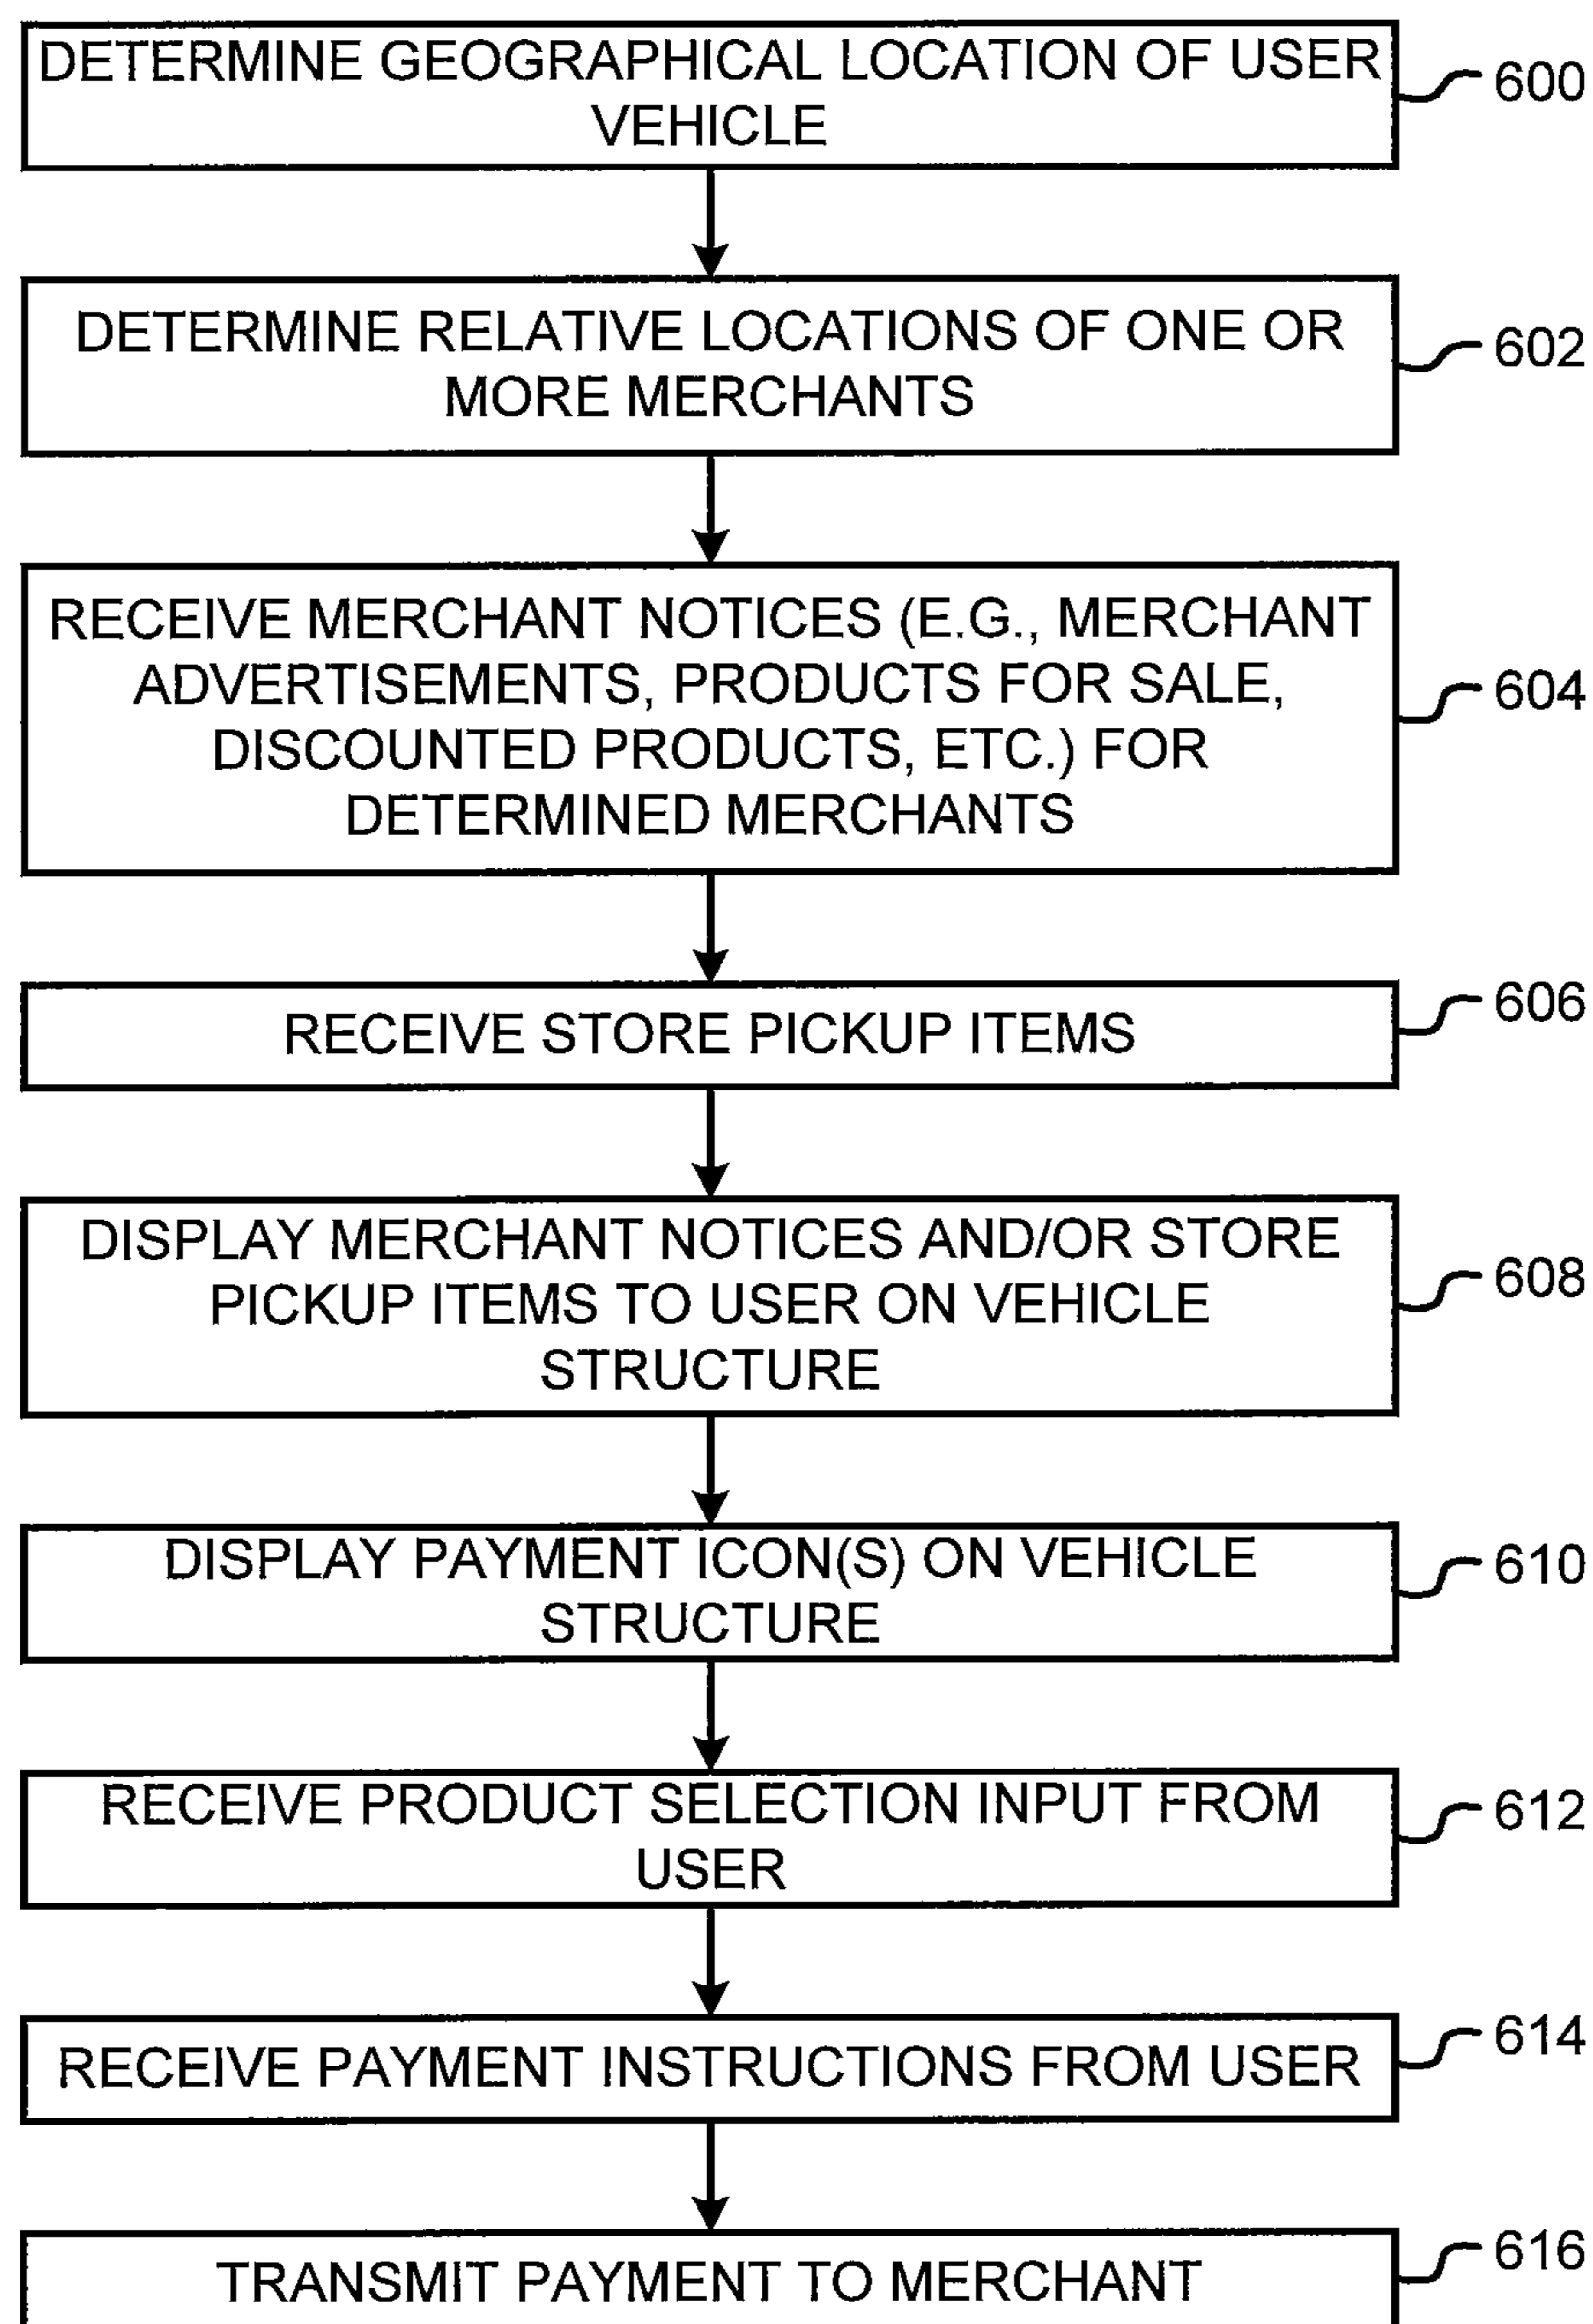 DETERMINE GEOGRAPHICAL LOCATION OF USER
VEHICLE
600
DETERMINE RELATIVE LOCATIONS OF ONE OR
MORE MERCHANTS
602
RECEIVE MERCHANT NOTICES (E.G., MERCHANT
ADVERTISEMENTS, PRODUCTS FOR SALE,
DISCOUNTED PRODUCTS, ETC.) FOR
DETERMINED MERCHANTS
604
RECEIVE STORE PICKUP ITEMS
606
DISPLAY MERCHANT NOTICES AND/OR STORE
PICKUP ITEMS TO USER ON VEHICLE
STRUCTURE
608
DISPLAY PAYMENT ICON(S) ON VEHICLE
STRUCTURE
610
RECEIVE PRODUCT SELECTION INPUT FROM
USER
612
RECEIVE PAYMENT INSTRUCTIONS FROM USER
614
TRANSMIT PAYMENT TO MERCHANT
616